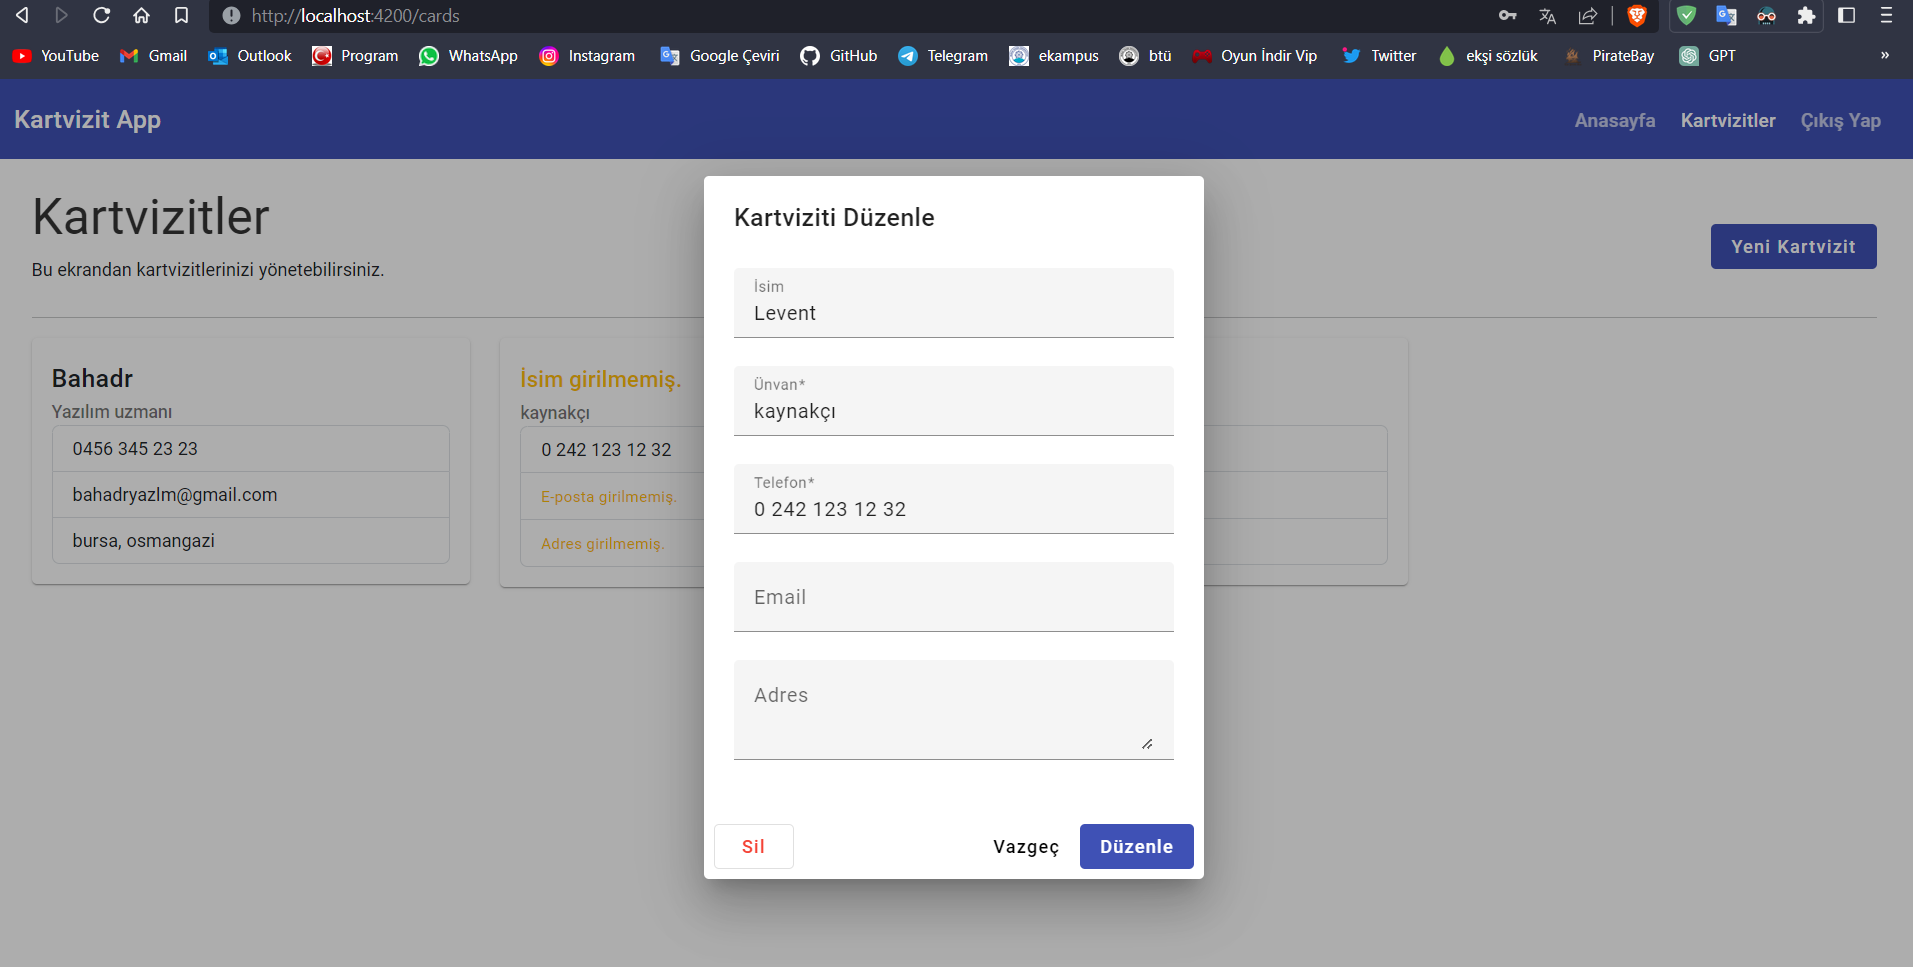 http://localhost:4200/cards
YouTube Gmail Outlook Program WhatsApp Instagram Google Çeviri GitHub Telegram ekampus btü Oyun İndir Vip Twitter ekşi sözlük PirateBay GPT »
Kartvizit App Anasayfa Kartvizitler Çıkış Yap
Kartvizitler
Bu ekrandan kartvizitlerinizi yönetebilirsiniz.
Yeni Kartvizit
Bahadr
Yazılım uzmanı
0456 345 23 23
bahadryazlm@gmail.com
bursa, osmangazi
İsim girilmemiş.
kaynakçı
0 242 123 12 32
E-posta girilmemiş.
Adres girilmemiş.
Kartviziti Düzenle
İsim
Levent
Ünvan*
kaynakçı
Telefon*
0 242 123 12 32
Email
Adres
Sil Vazgeç Düzenle